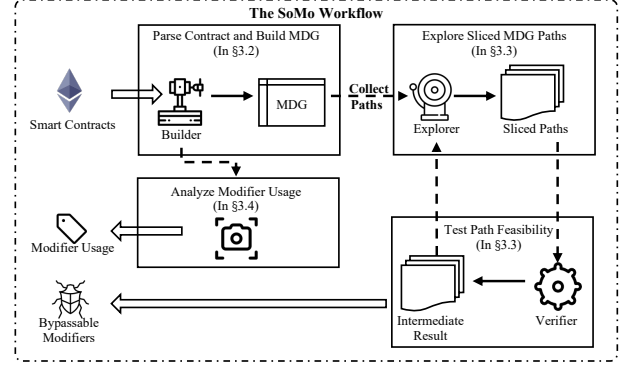 The SoMo Workflow
Parse Contract and Build MDG
(In §3.2)
Explore Sliced MDG Paths
(In §3.3)
Smart Contracts
Builder
MDG
Collect
Paths
Explorer
Sliced Paths
Analyze Modifier Usage
(In §3.4)
Modifier Usage
Test Path Feasibility
(In §3.3)
Bypassable
Modifiers
Intermediate
Result
Verifier